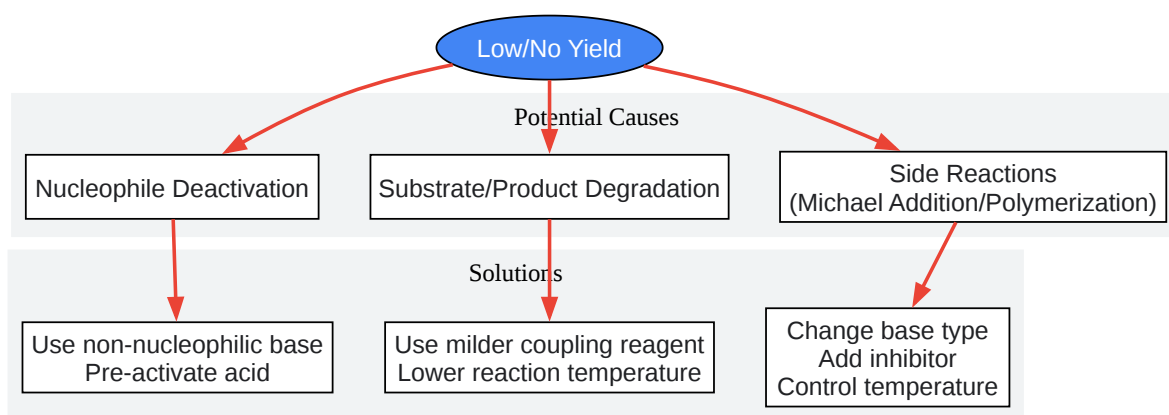 Low/No Yield
Potential Causes
Nucleophile Deactivation
Substrate/Product Degradation
Side Reactions
(Michael Addition/Polymerization)
Solutions
Use non-nucleophilic base
Pre-activate acid
Use milder coupling reagent
Lower reaction temperature
Change base type
Add inhibitor
Control temperature